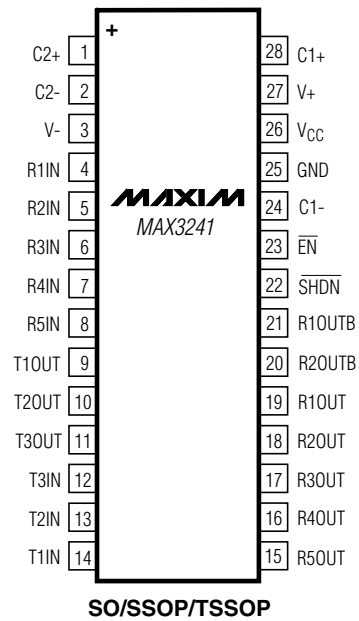 +
C2+ 1
C2- 2
V- 3
R1IN 4
R2IN 5
R3IN 6
R4IN 7
R5IN 8
T1OUT 9
T2OUT 10
T3OUT 11
T3IN 12
T2IN 13
T1IN 14
MAXIM
MAX3241
28 C1+
27 V+
26 VCC
25 GND
24 C1-
23 E̅N̅
22 S̅H̅D̅N̅
21 R1OUTB
20 R2OUTB
19 R1OUT
18 R2OUT
17 R3OUT
16 R4OUT
15 R5OUT
SO/SSOP/TSSOP